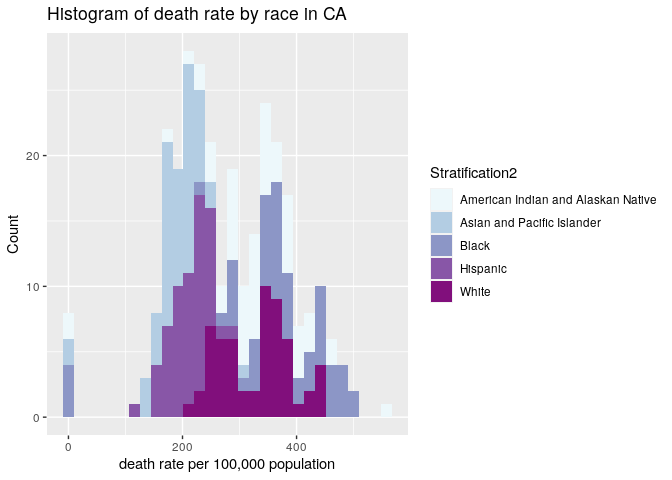 Histogram of death rate by race in CA
Count
20
10
0
0 200 400
death rate per 100,000 population
Stratification2
American Indian and Alaskan Native
Asian and Pacific Islander
Black
Hispanic
White